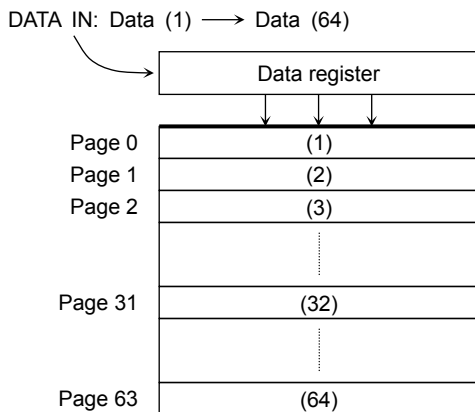 DATA IN: Data (1) ⟶ Data (64)
Data register
Page 0 (1)
Page 1 (2)
Page 2 (3)
Page 31 (32)
Page 63 (64)